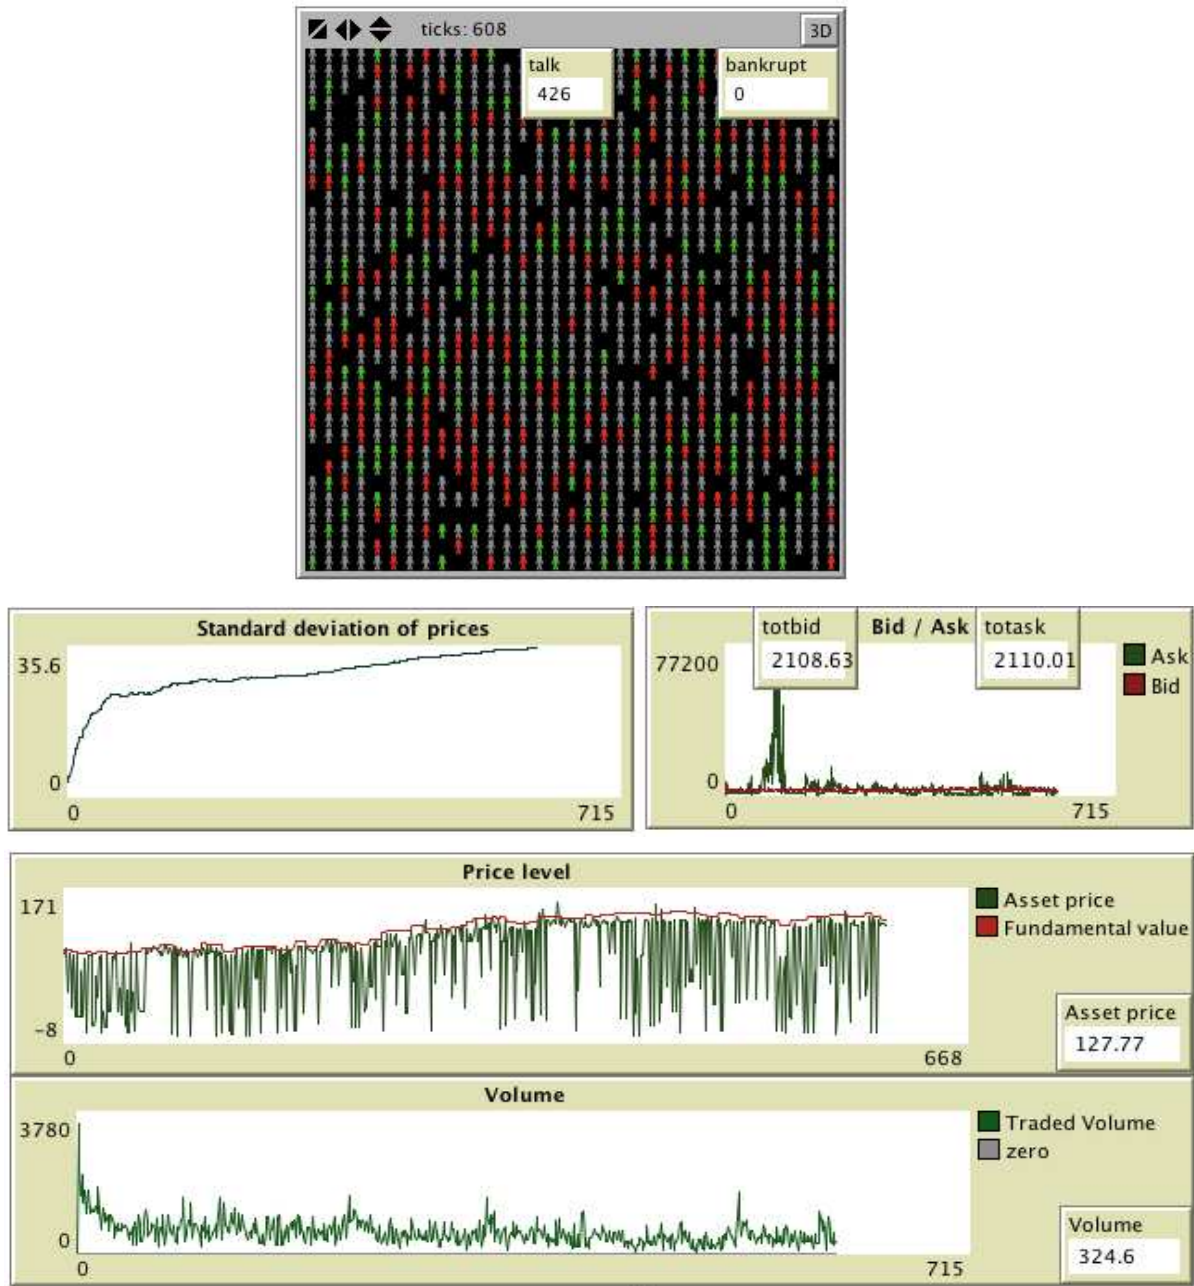 ticks: 608
3D
talk
426
bankrupt
0
Standard deviation of prices
35.6
0
0
715
totbid
2108.63
Bid / Ask
totask
2110.01
77200
0
0
715
Ask
Bid
Price level
171
-8
0
668
Asset price
Fundamental value
Asset price
127.77
Volume
3780
0
0
715
Traded Volume
zero
Volume
324.6